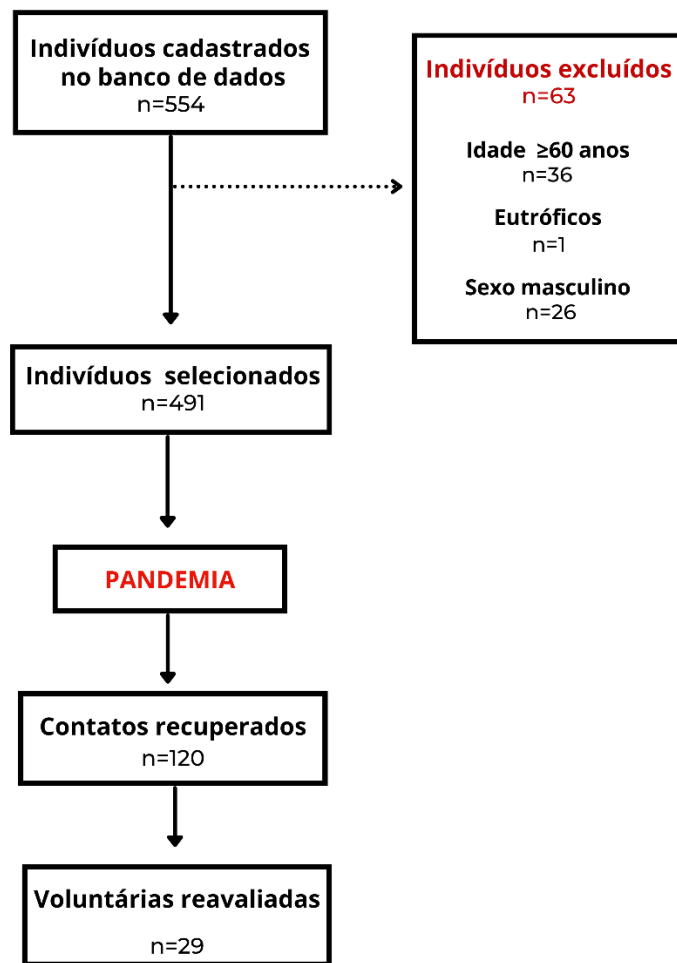 Indivíduos cadastrados
no banco de dados
n=554
Indivíduos excluídos
n=63
Idade ≥60 anos
n=36
Eutróficos
n=1
Sexo masculino
n=26
Indivíduos selecionados
n=491
PANDEMIA
Contatos recuperados
n=120
Voluntárias reavaliadas
n=29